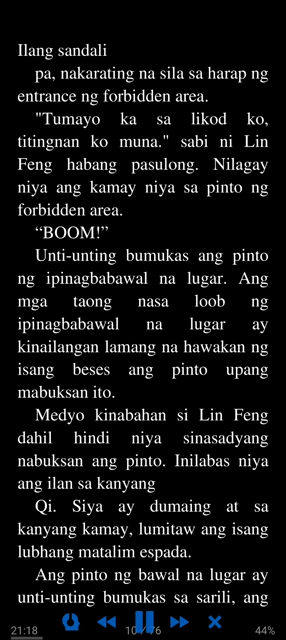 Ilang sandali
pa, nakarating na sila sa harap ng
entrance ng forbidden area.
"Tumayo ka sa likod ko,
titingnan ko muna." sabi ni Lin
Feng habang pasulong. Nilagay
niya ang kamay niya sa pinto ng
forbidden area.
“BOOM!”
Unti-unting bumukas ang pinto
ng ipinagbabawal na lugar. Ang
mga taong nasa loob ng
ipinagbabawal na lugar ay
kinailangan lamang na hawakan ng
isang beses ang pinto upang
mabuksan ito.
Medyo kinabahan si Lin Feng
dahil hindi niya sinasadyang
nabuksan ang pinto. Inilabas niya
ang ilan sa kanyang
Qi. Siya ay dumaing at sa
kanyang kamay, lumitaw ang isang
lubhang matalim espada.
Ang pinto ng bawal na lugar ay
unti-unting bumukas sa sarili, ang
21:18 44%